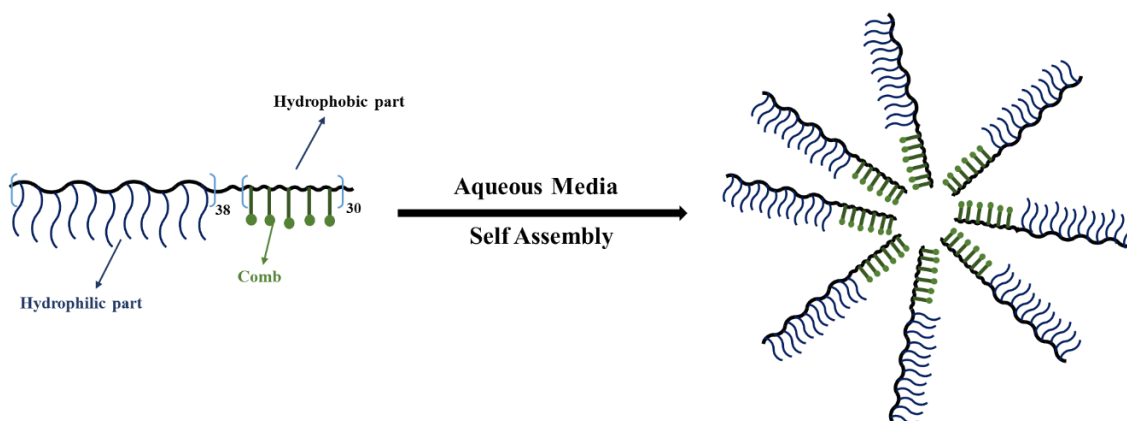 Hydrophobic part
38
30
Comb
Hydrophilic part
Aqueous Media
Self Assembly